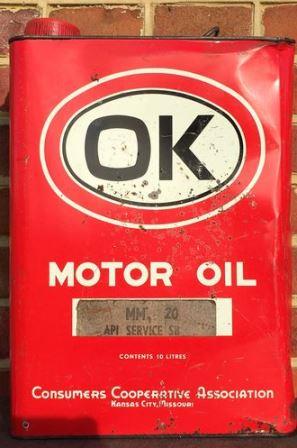 OK
MOTOR OIL
MM, 20
API SERVICE SB
CONTENTS 10 LITRES
CONSUMERS COOPERATIVE ASSOCIATION
KANSAS CITY, MISSOURI